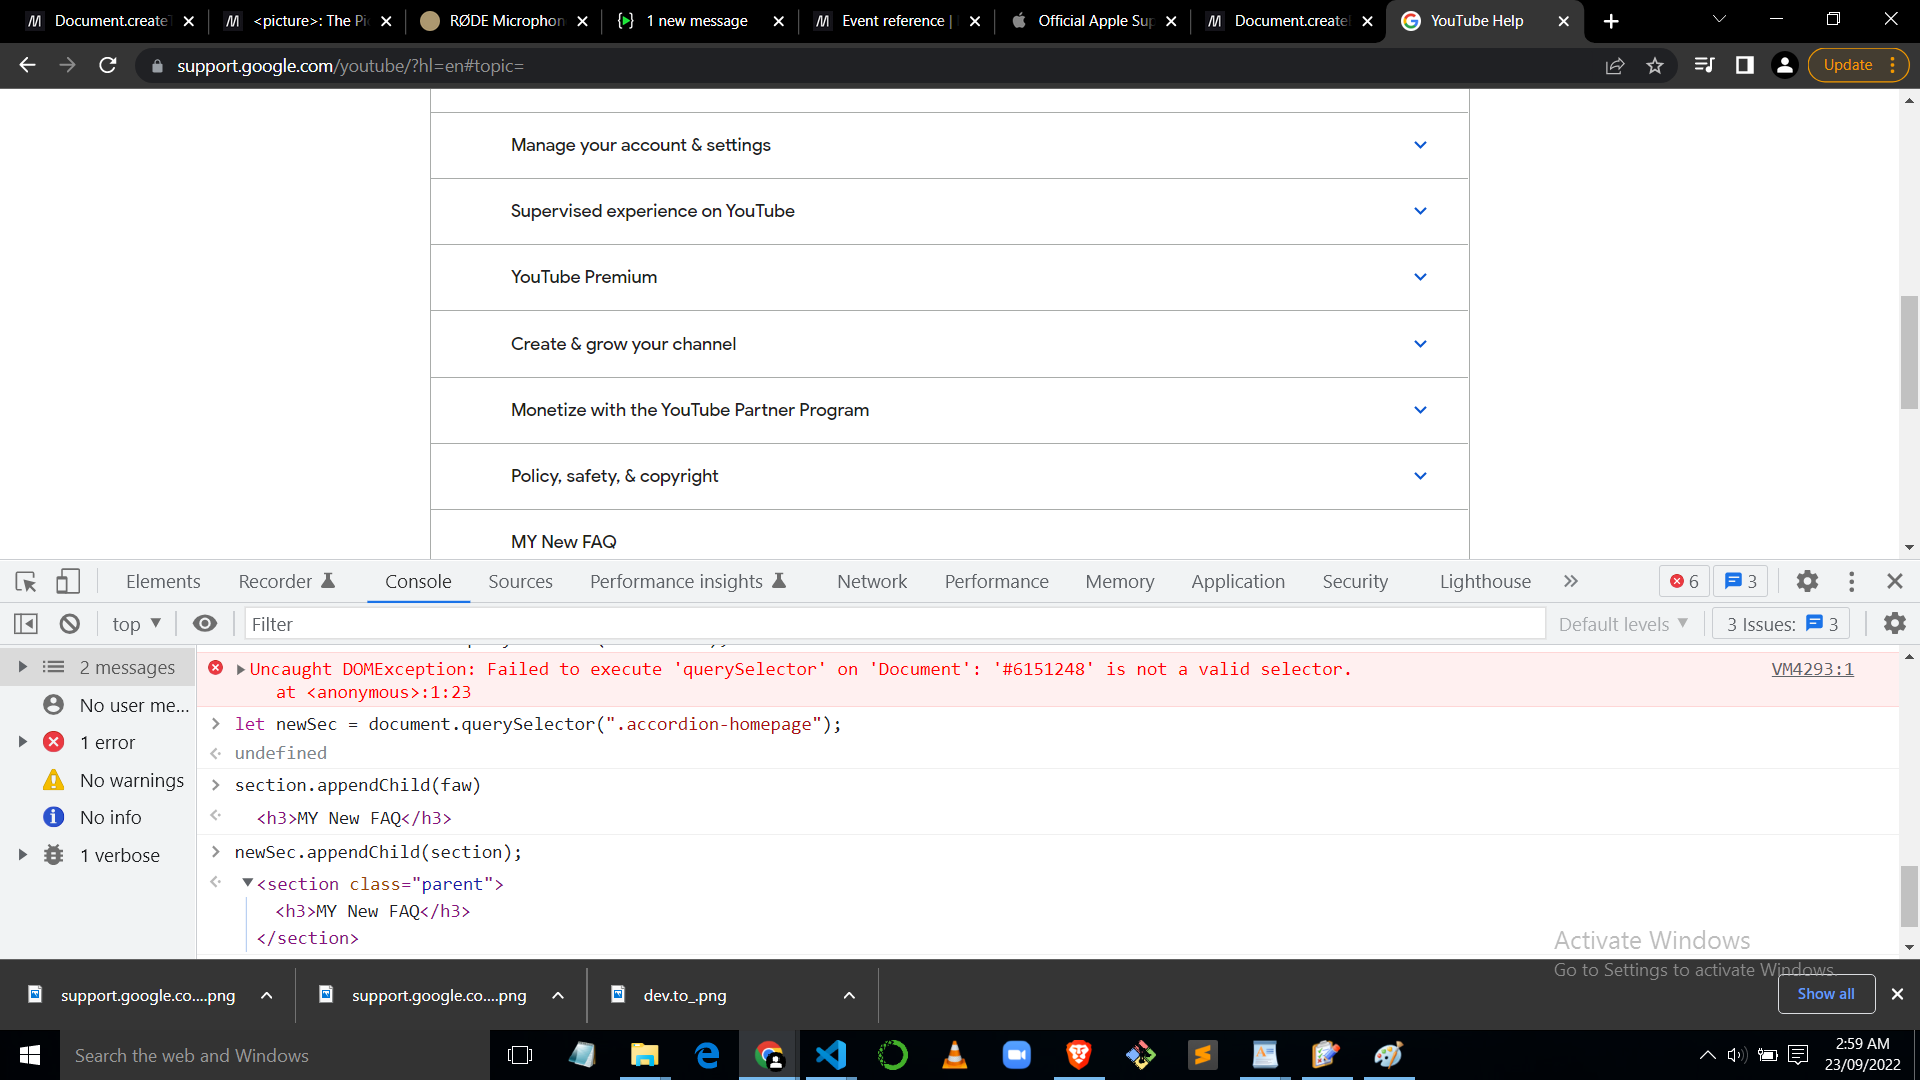 Document.createT
<picture>: The Pi
RØDE Microphon
1 new message
Event reference |
Official Apple Sup
Document.createE
YouTube Help
support.google.com/youtube/?hl=en#topic=
Update
Manage your account & settings
Supervised experience on YouTube
YouTube Premium
Create & grow your channel
Monetize with the YouTube Partner Program
Policy, safety, & copyright
MY New FAQ
Elements
Recorder
Console
Sources
Performance insights
Network
Performance
Memory
Application
Security
Lighthouse
6
3
top
Filter
Default levels
3 Issues:
3
2 messages
No user me...
1 error
No warnings
No info
1 verbose
Uncaught DOMException: Failed to execute 'querySelector' on 'Document': '#6151248' is not a valid selector.
VM4293:1
at <anonymous>:1:23
let newSec = document.querySelector(".accordion-homepage");
undefined
section.appendChild(faw)
<h3>MY New FAQ</h3>
newSec.appendChild(section);
<section class="parent">
<h3>MY New FAQ</h3>
</section>
Activate Windows
Go to Settings to activate Windows.
support.google.co....png
support.google.co....png
dev.to_.png
Show all
Search the web and Windows
2:59 AM
23/09/2022